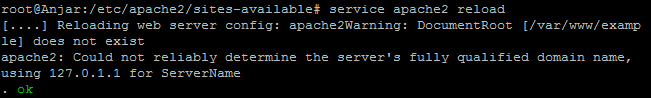 root@Anjar:/etc/apache2/sites-available# service apache2 reload
[....] Reloading web server config: apache2Warning: DocumentRoot [/var/www/examp
le] does not exist
apache2: Could not reliably determine the server's fully qualified domain name,
using 127.0.1.1 for ServerName
. ok